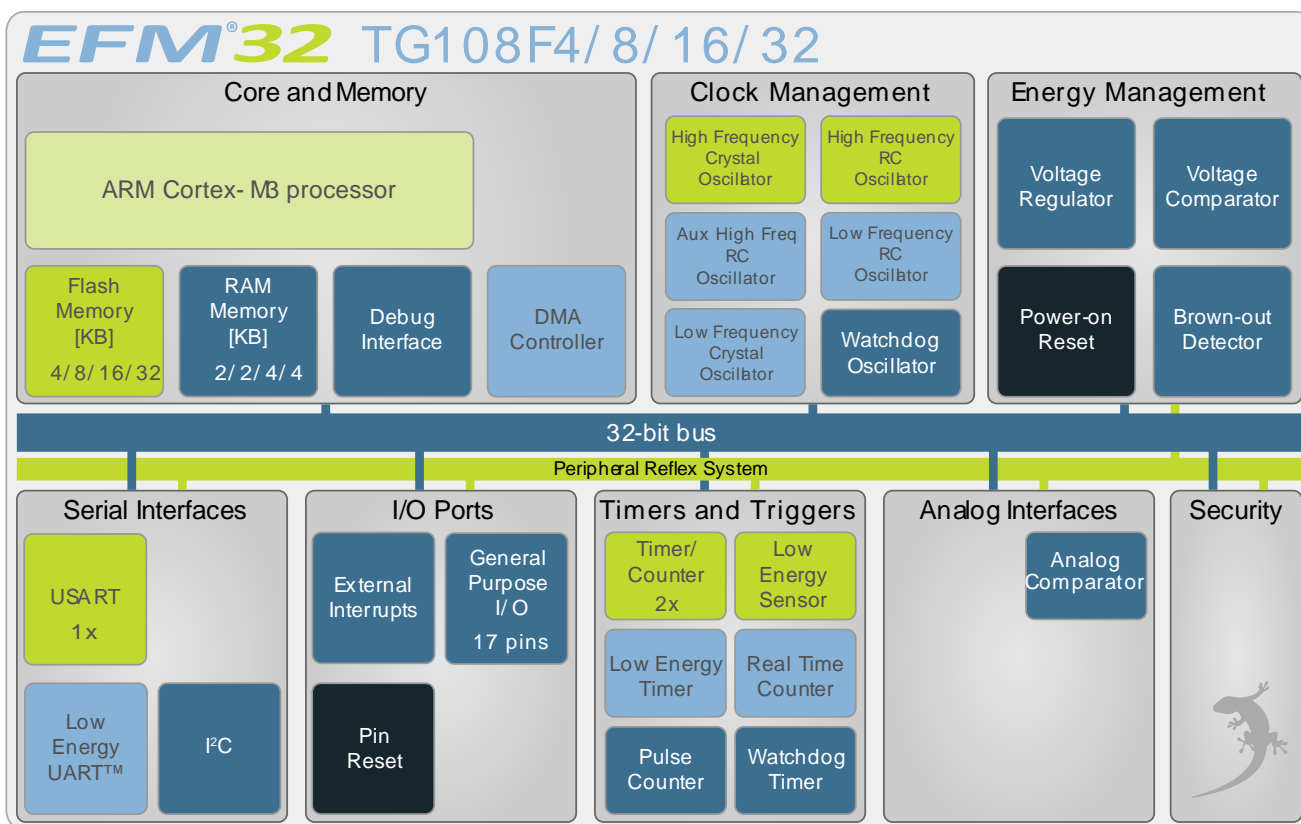 EFM®32 TG108F4/8/16/32
Core and Memory
ARM Cortex-M3 processor
Flash
Memory
[KB]
4/8/16/32
RAM
Memory
[KB]
2/2/4/4
Debug
Interface
DMA
Controller
Clock Management
High Frequency
Crystal
Oscillator
High Frequency
RC
Oscillator
Aux High Freq
RC
Oscillator
Low Frequency
RC
Oscillator
Low Frequency
Crystal
Oscillator
Watchdog
Oscillator
Energy Management
Voltage
Regulator
Voltage
Comparator
Power-on
Reset
Brown-out
Detector
32-bit bus
Peripheral Reflex System
Serial Interfaces
USART
1x
Low
Energy
UART™
I²C
I/O Ports
External
Interrupts
General
Purpose
I/O
17 pins
Pin
Reset
Timers and Triggers
Timer/
Counter
2x
Low
Energy
Sensor
Low Energy
Timer
Real Time
Counter
Pulse
Counter
Watchdog
Timer
Analog Interfaces
Analog
Comparator
Security